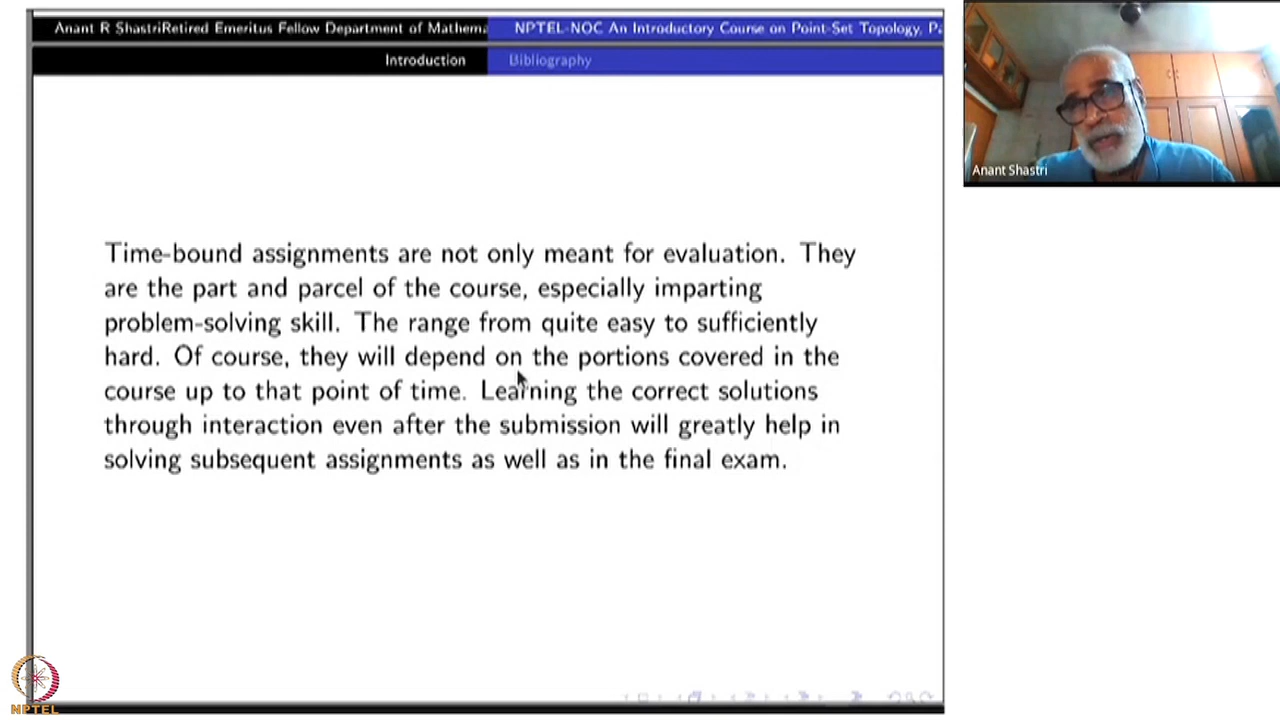 Anant R ShastriRetired Emeritus Fellow Department of Mathema
NPTEL-NOC An Introductory Course on Point-Set Topology, Pa
Introduction
Bibliography
Time-bound assignments are not only meant for evaluation. They
are the part and parcel of the course, especially imparting
problem-solving skill. The range from quite easy to sufficiently
hard. Of course, they will depend on the portions covered in the
course up to that point of time. Learning the correct solutions
through interaction even after the submission will greatly help in
solving subsequent assignments as well as in the final exam.
Anant Shastri
NPTEL